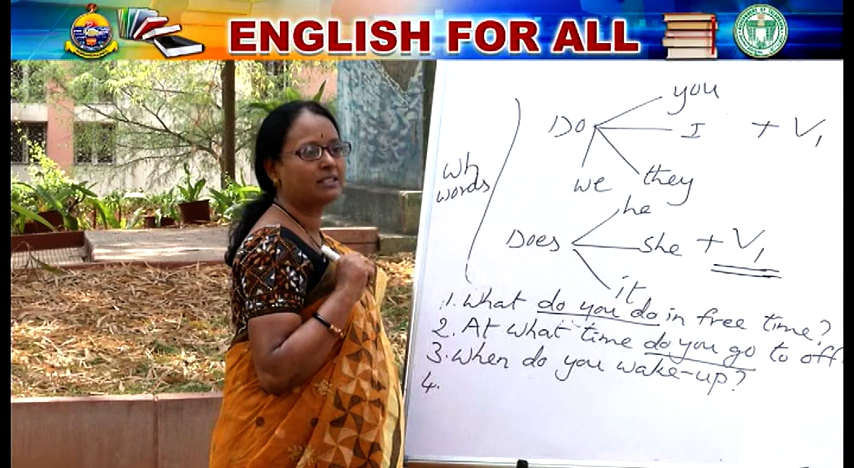 ENGLISH FOR ALL
Wh words
Do you I we they + V1
Does he she it + V1
1. What do you do in free time?
2. At what time do you go to off
3. When do you wake-up?
4.